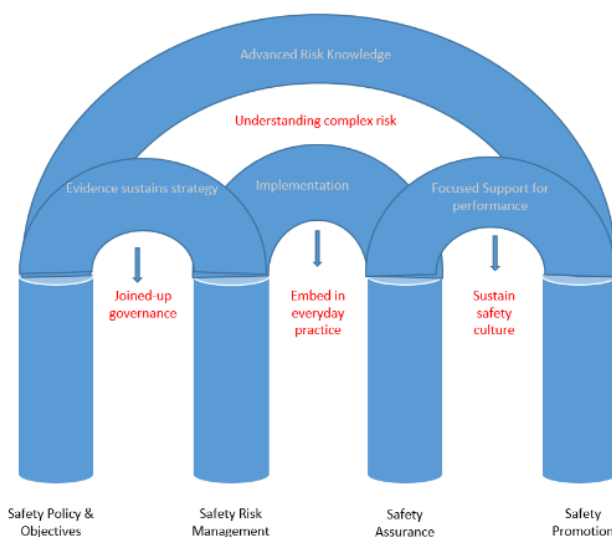 Advanced Risk Knowledge
Understanding complex risk
Evidence sustains strategy
Implementation
Focused Support for
performance
Joined-up
governance
Embed in
everyday
practice
Sustain
safety
culture
Safety Policy &
Objectives
Safety Risk
Management
Safety
Assurance
Safety
Promotion